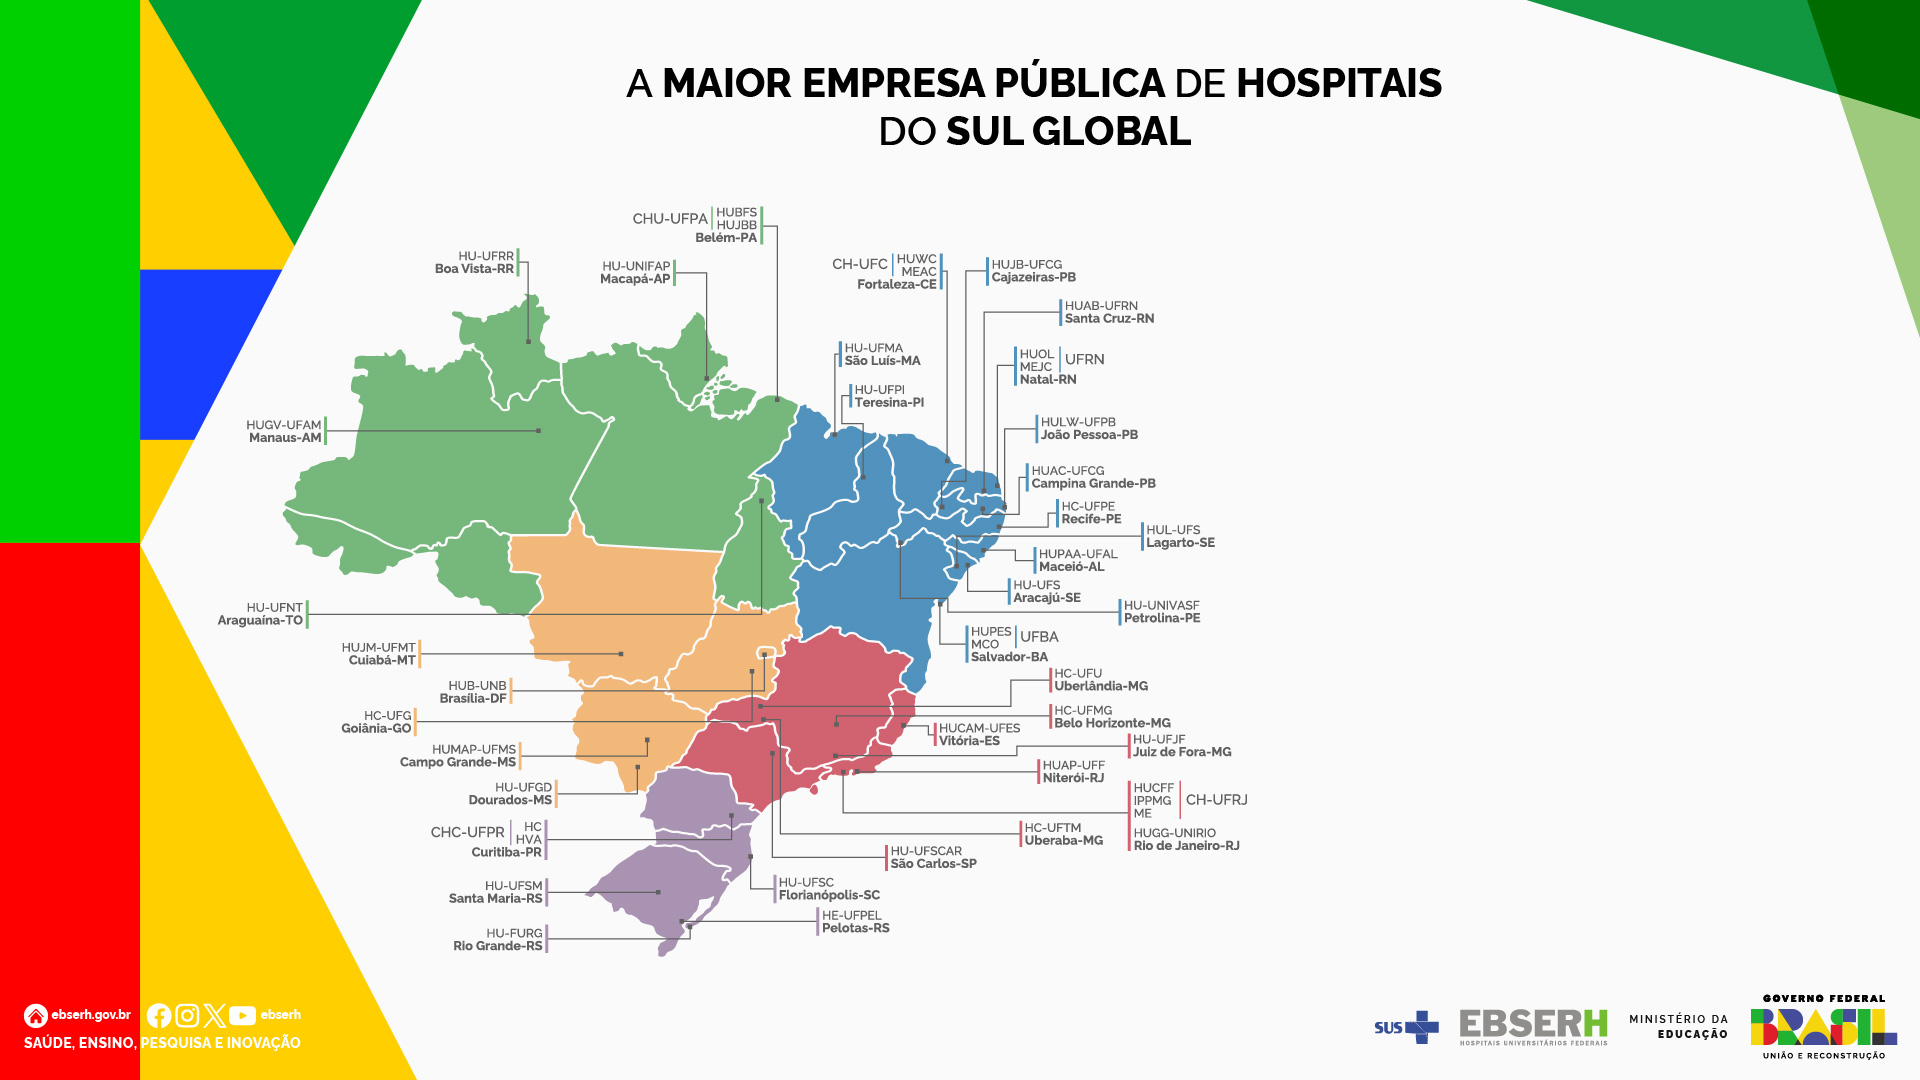 A MAIOR EMPRESA PÚBLICA DE HOSPITAIS
DO SUL GLOBAL
CHU-UFPA
HUBFS
HUJBB
Belém-PA
HU-UFRR
Boa Vista-RR
HU-UNIFAP
Macapá-AP
CH-UFC
HUWC
MEAC
Fortaleza-CE
HUJB-UFCG
Cajazeiras-PB
HUAB-UFRN
Santa Cruz-RN
HU-UFMA
São Luís-MA
HUOL
MEJC
UFRN
Natal-RN
HU-UFPI
Teresina-PI
HUGV-UFAM
Manaus-AM
HULW-UFPB
João Pessoa-PB
HUAC-UFCG
Campina Grande-PB
HC-UFPE
Recife-PE
HUL-UFS
Lagarto-SE
HUPAA-UFAL
Maceió-AL
HU-UFS
Aracajú-SE
HU-UNIVASF
Petrolina-PE
HU-UFNT
Araguaína-TO
HUPES
MCO
UFBA
Salvador-BA
HUJM-UFMT
Cuiabá-MT
HC-UFU
Uberlândia-MG
HUB-UNB
Brasília-DF
HC-UFG
Goiânia-GO
HC-UFMG
Belo Horizonte-MG
HUCAM-UFES
Vitória-ES
HU-UFJF
Juiz de Fora-MG
HUMAP-UFMS
Campo Grande-MS
HUAP-UFF
Niterói-RJ
HU-UFGD
Dourados-MS
HUCFF
IPPMG
ME
CH-UFRJ
HUGG-UNIRIO
Rio de Janeiro-RJ
CHC-UFPR
HC
HVA
Curitiba-PR
HC-UFTM
Uberaba-MG
HU-UFSCAR
São Carlos-SP
HU-UFSM
Santa Maria-RS
HU-UFSC
Florianópolis-SC
HE-UFPEL
Pelotas-RS
HU-FURG
Rio Grande-RS
ebserh.gov.br
ebserh
SAÚDE, ENSINO, PESQUISA E INOVAÇÃO
SUS
EBSERH
HOSPITAIS UNIVERSITÁRIOS FEDERAIS
MINISTÉRIO DA
EDUCAÇÃO
GOVERNO FEDERAL
BRASIL
UNIÃO E RECONSTRUÇÃO